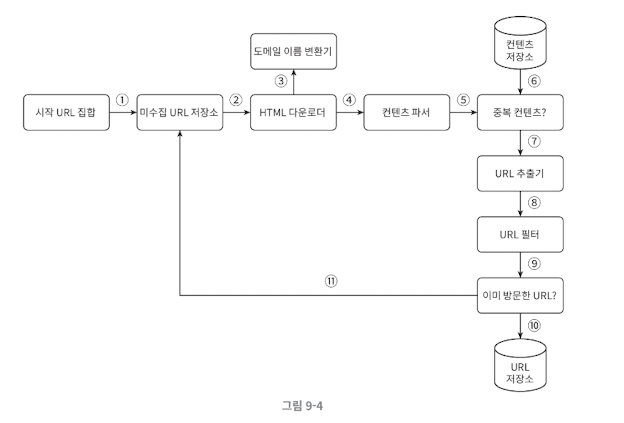 컨텐츠
저장소
도메일 이름 변환기
③
⑥
시작 URL 집합
①
미수집 URL 저장소
②
HTML 다운로더
④
컨텐츠 파서
⑤
중복 컨텐츠?
⑦
URL 추출기
⑧
URL 필터
⑨
⑪
이미 방문한 URL?
⑩
URL
저장소
그림 9-4